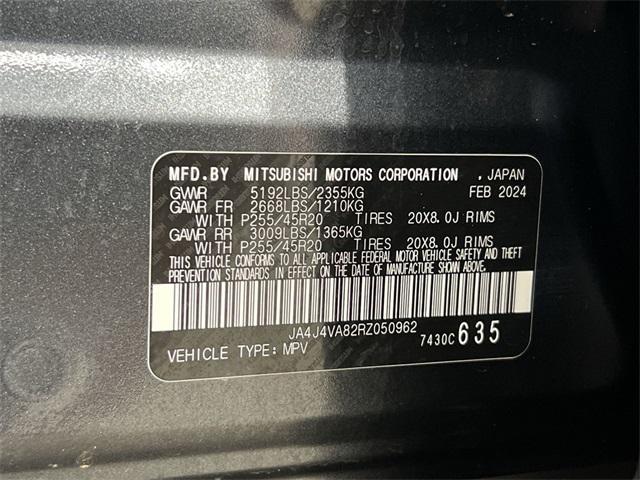 MFD.BY MITSUBISHI MOTORS CORPORATION , JAPAN
GVWR 5192LBS/2355KG FEB 2024
GAWR FR 2668LBS/1210KG
WITH P255/45R20 TIRES 20X8.0J RIMS
GAWR RR 3009LBS/1365KG
WITH P255/45R20 TIRES 20X8.0J RIMS
THIS VEHICLE CONFORMS TO ALL APPLICABLE FEDERAL MOTOR VEHICLE SAFETY AND THEFT
PREVENTION STANDARDS IN EFFECT ON THE DATE OF MANUFACTURE SHOWN ABOVE.
JA4J4VA82RZ050962 7430C 635
VEHICLE TYPE: MPV